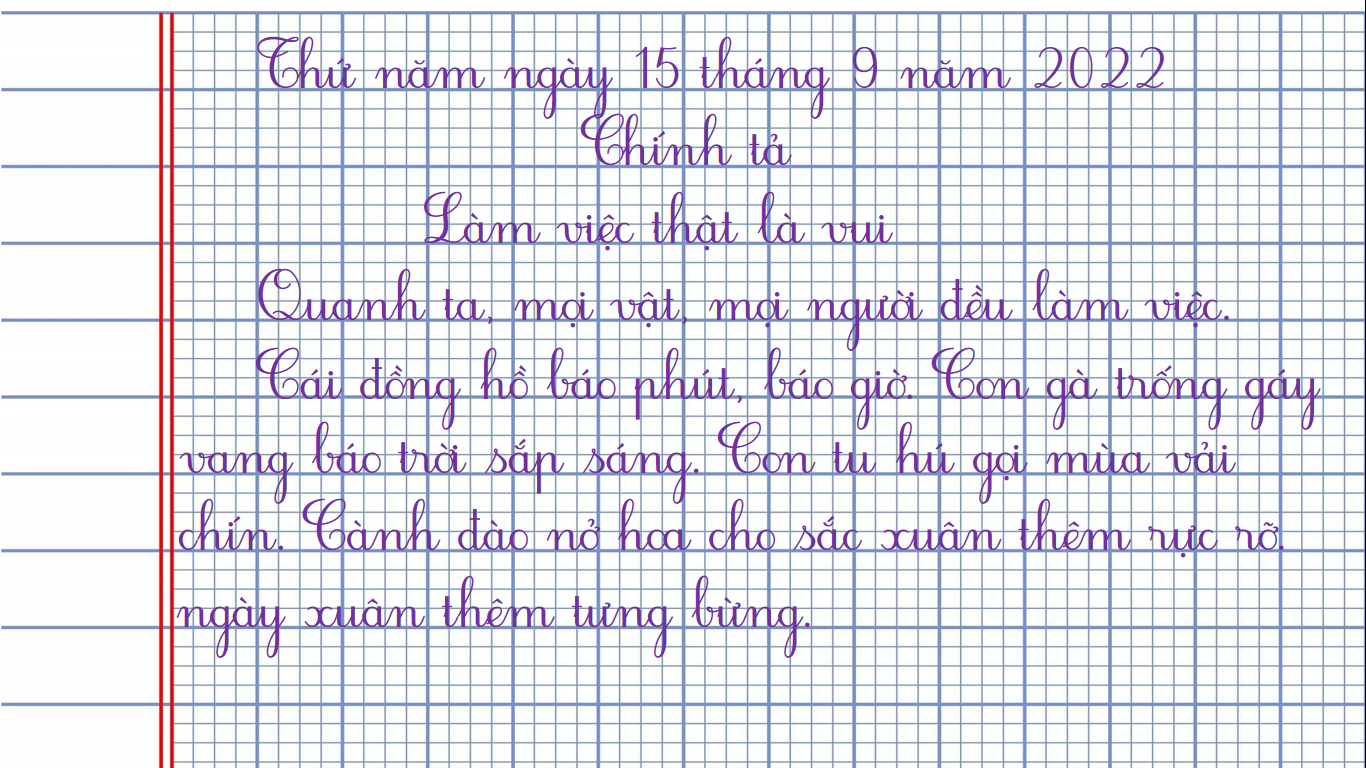 Thứ năm ngày 15 tháng 9 năm 2022
Chính tả
Làm việc thật là vui
Quanh ta, mọi vật, mọi người đều làm việc.
Cái đồng hồ báo phút, báo giờ. Con gà trống gáy
vang báo trời sắp sáng. Con tu hú gọi mùa vải
chín. Cành đào nở hoa cho sắc xuân thêm rực rỡ.
ngày xuân thêm tưng bừng.